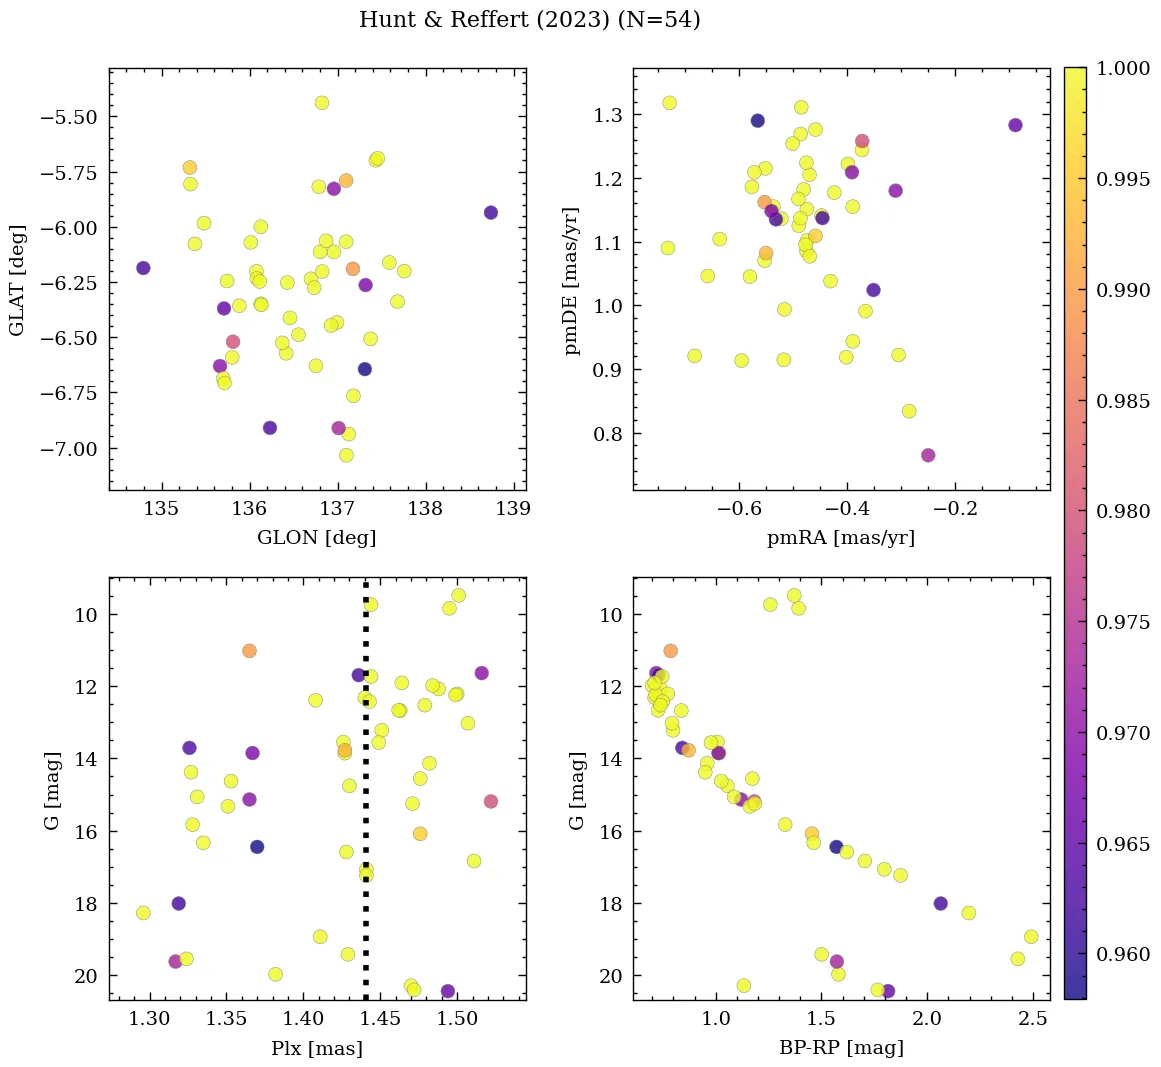 Hunt & Reffert (2023) (N=54)
−5.50
−5.75
−6.00
−6.25
−6.50
−6.75
−7.00
GLAT [deg]
135 136 137 138 139
GLON [deg]
1.3
1.2
1.1
1.0
0.9
0.8
pmDE [mas/yr]
−0.6 −0.4 −0.2
pmRA [mas/yr]
10
12
14
16
18
20
G [mag]
1.30 1.35 1.40 1.45 1.50
Plx [mas]
10
12
14
16
18
20
G [mag]
1.0 1.5 2.0 2.5
BP-RP [mag]
1.000
0.995
0.990
0.985
0.980
0.975
0.970
0.965
0.960